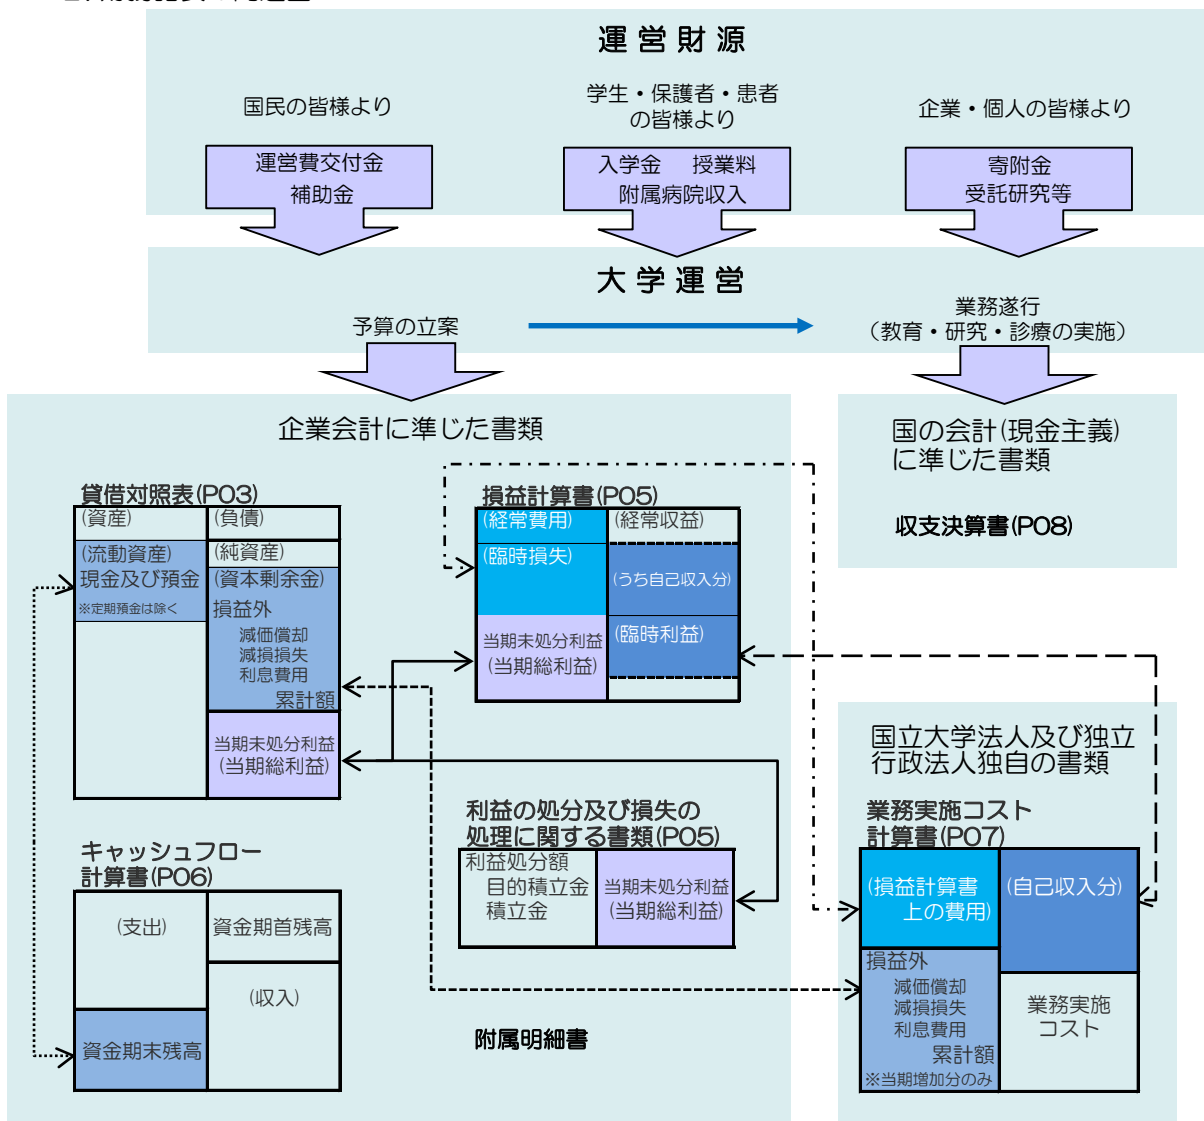 運営財源
国民の皆様より
学生・保護者・患者
の皆様より
企業・個人の皆様より
運営費交付金
補助金
入学金 授業料
附属病院収入
寄附金
受託研究等
大学運営
予算の立案
業務遂行
（教育・研究・診療の実施）
企業会計に準じた書類
国の会計(現金主義)
に準じた書類
収支決算書(P08)
貸借対照表(P03)
(資産)
(負債)
(流動資産)
現金及び預金
※定期預金は除く
(純資産)
(資本剰余金)
損益外
減価償却
減損損失
利息費用
累計額
当期未処分利益
(当期総利益)
損益計算書(P05)
(経常費用)
(経常収益)
(臨時損失)
(うち自己収入分)
当期未処分利益
(当期総利益)
(臨時利益)
利益の処分及び損失の
処理に関する書類(P05)
利益処分額
目的積立金
積立金
当期未処分利益
(当期総利益)
キャッシュフロー
計算書(P06)
(支出)
資金期首残高
(収入)
資金期末残高
附属明細書
国立大学法人及び独立
行政法人独自の書類
業務実施コスト
計算書(P07)
(損益計算書
上の費用)
(自己収入分)
損益外
減価償却
減損損失
利息費用
累計額
※当期増加分のみ
業務実施
コスト